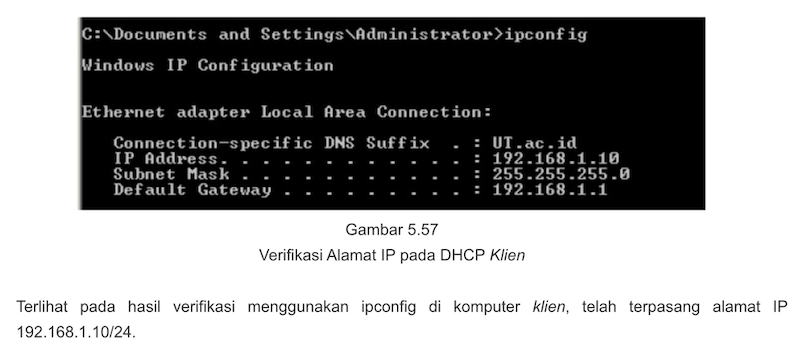 C:\Documents and Settings\Administrator>ipconfig
Windows IP Configuration
Ethernet adapter Local Area Connection:
Connection-specific DNS Suffix . : UT.ac.id
IP Address. . . . . . . . . . . . : 192.168.1.10
Subnet Mask . . . . . . . . . . . : 255.255.255.0
Default Gateway . . . . . . . . . : 192.168.1.1
Gambar 5.57
Verifikasi Alamat IP pada DHCP Klien
Terlihat pada hasil verifikasi menggunakan ipconfig di komputer klien, telah terpasang alamat IP
192.168.1.10/24.